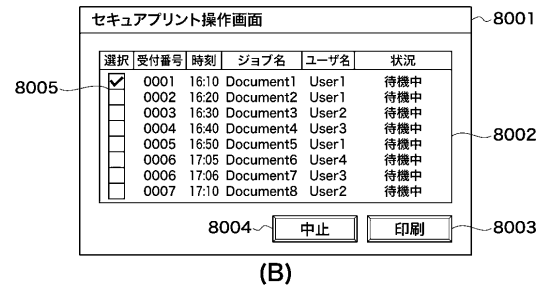 セキュアプリント操作画面 8001
選択 受付番号 時刻 ジョブ名 ユーザ名 状況
8005 0001 16:10 Document1 User1 待機中
0002 16:20 Document2 User1 待機中
0003 16:30 Document3 User2 待機中
0004 16:40 Document4 User3 待機中 8002
0005 16:50 Document5 User1 待機中
0006 17:05 Document6 User4 待機中
0006 17:06 Document7 User3 待機中
0007 17:10 Document8 User2 待機中
8004 中止 印刷 8003
(B)